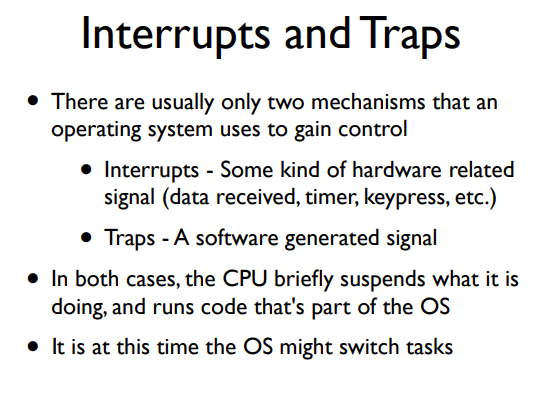 Interrupts and Traps
• There are usually only two mechanisms that an
operating system uses to gain control
• Interrupts - Some kind of hardware related
signal (data received, timer, keypress, etc.)
• Traps - A software generated signal
• In both cases, the CPU briefly suspends what it is
doing, and runs code that's part of the OS
• It is at this time the OS might switch tasks